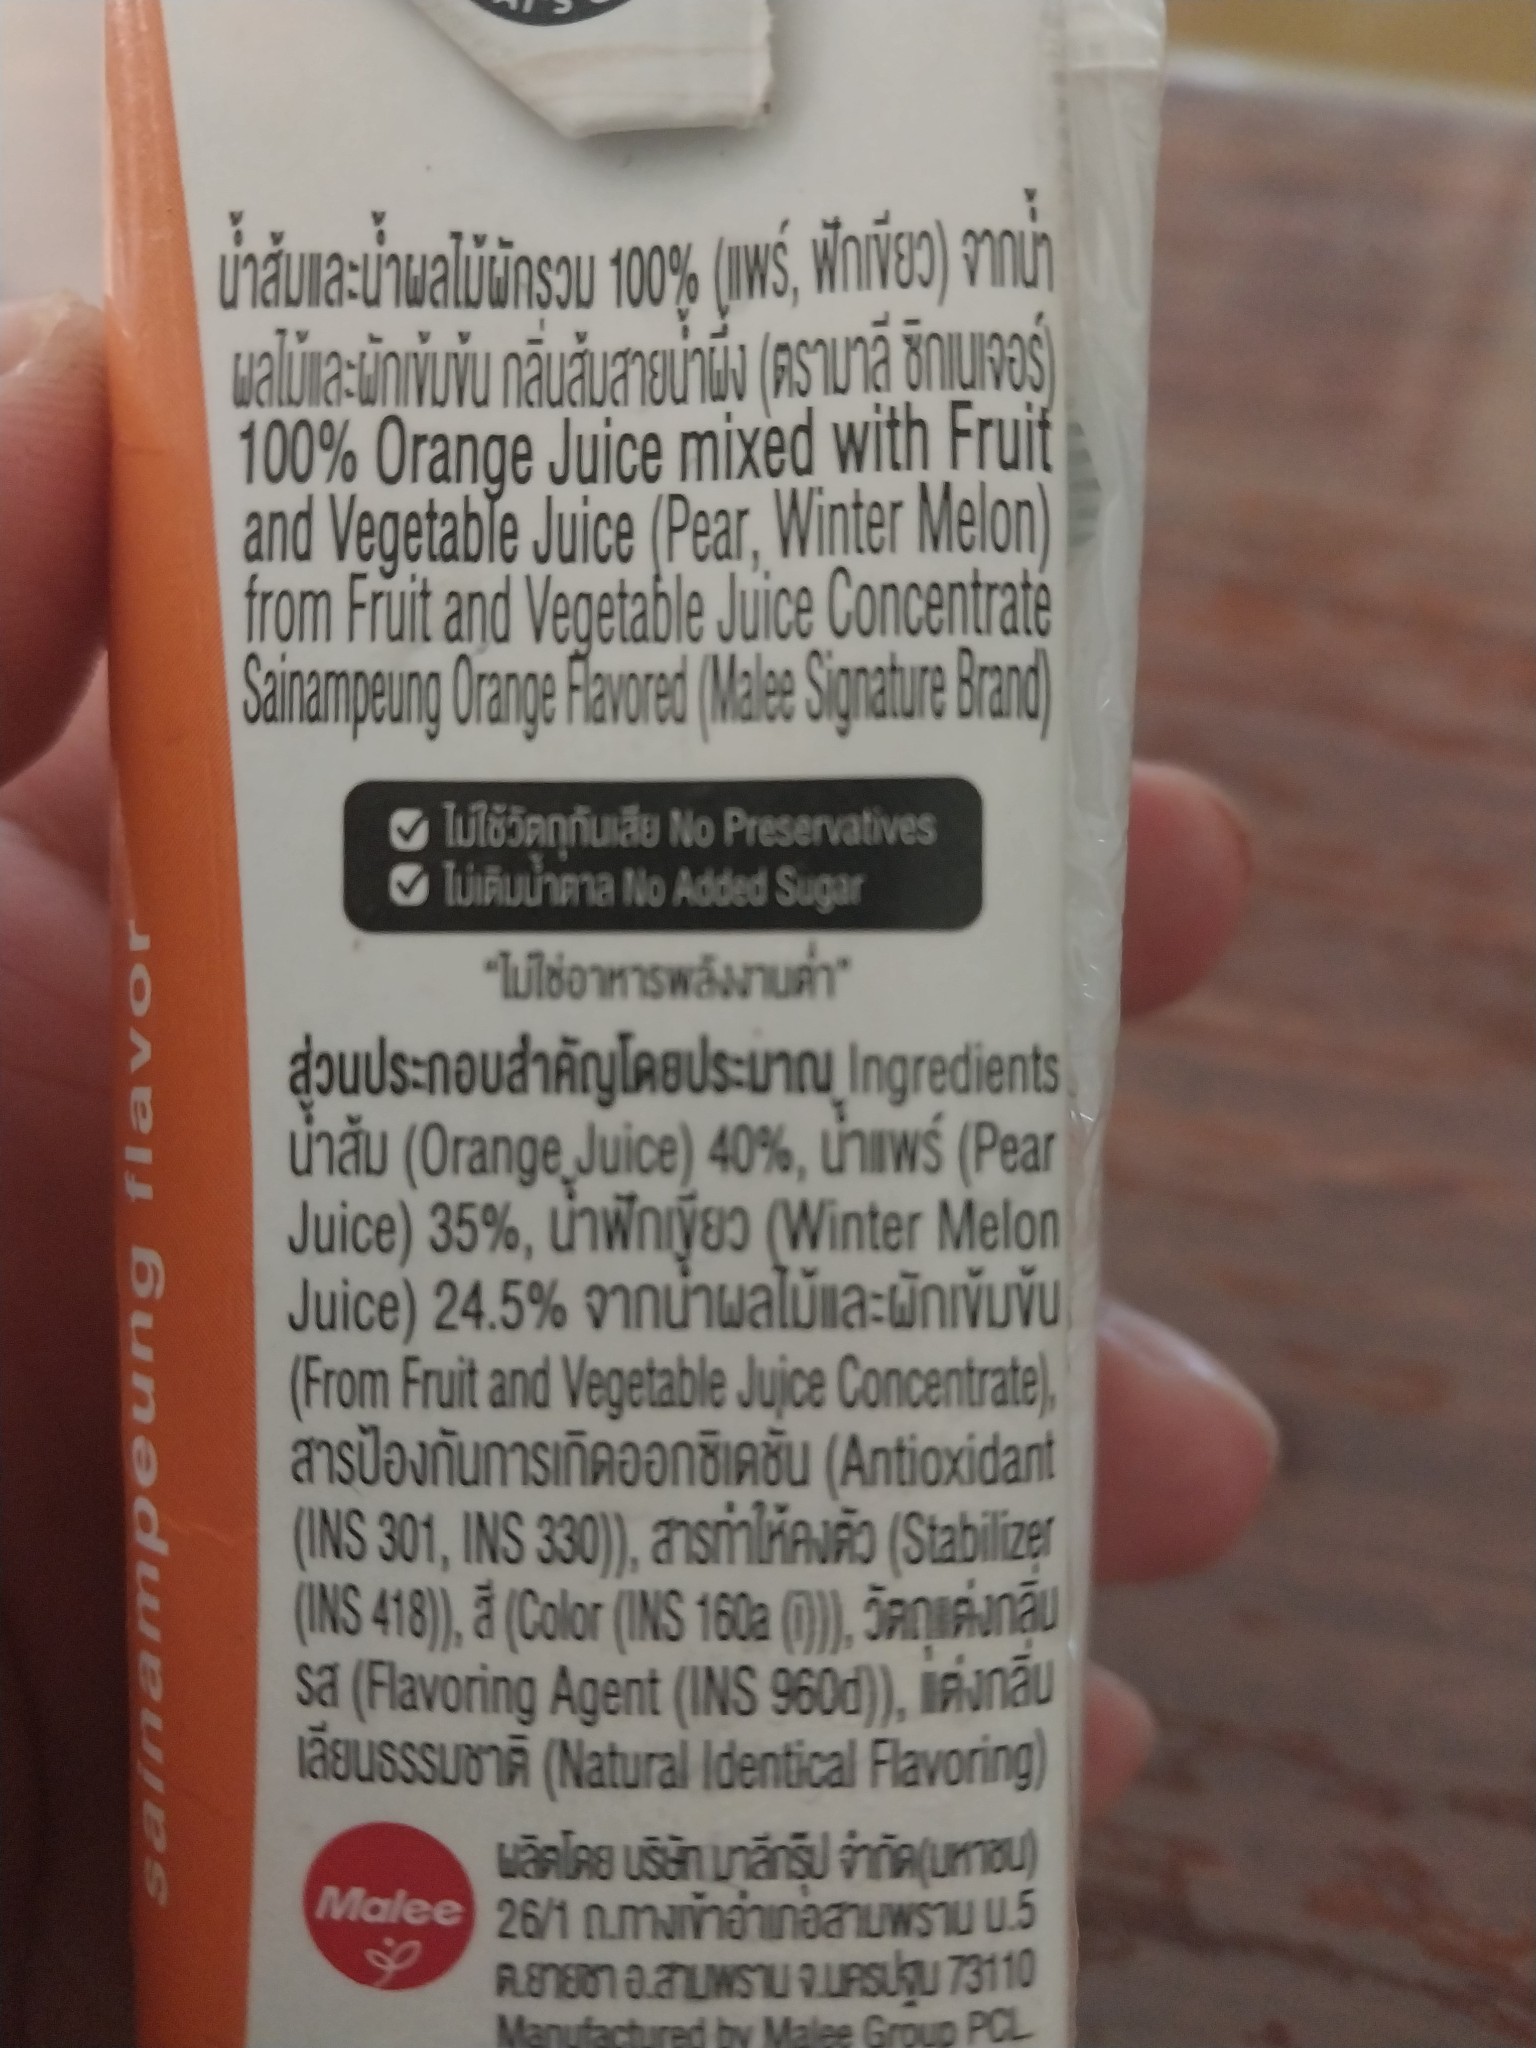 น้ำส้มและน้ำผลไม้ผักรวม 100% (แพร์, ฟักเขียว) จากน้ำ
ผลไม้และผักเข้มข้น กลิ่นส้มสายน้ำผึ้ง (ตรามาลี ซิกเนเจอร์)
100% Orange Juice mixed with Fruit
and Vegetable Juice (Pear, Winter Melon)
from Fruit and Vegetable Juice Concentrate
Sainampeung Orange Flavored (Malee Signature Brand)
ไม่ใช้วัตถุกันเสีย No Preservatives
ไม่เติมน้ำตาล No Added Sugar
“ไม่ใช่อาหารพลังงานต่ำ”
ส่วนประกอบสำคัญโดยประมาณ Ingredients
น้ำส้ม (Orange Juice) 40%, น้ำแพร์ (Pear
Juice) 35%, น้ำฟักเขียว (Winter Melon
Juice) 24.5% จากน้ำผลไม้และผักเข้มข้น
(From Fruit and Vegetable Juice Concentrate),
สารป้องกันการเกิดออกซิเดชัน (Antioxidant
(INS 301, INS 330)), สารทำให้คงตัว (Stabilizer
(INS 418)), สี (Color (INS 160a (i))), วัตถุแต่งกลิ่น
รส (Flavoring Agent (INS 960d)), แต่งกลิ่น
เลียนธรรมชาติ (Natural Identical Flavoring)
Malee
ผลิตโดย บริษัท มาลีกรุ๊ป จำกัด(มหาชน)
26/1 ถ.ทางเข้าอำเภอสามพราน ม.5
ต.ยายชา อ.สามพราน จ.นครปฐม 73110
Manufactured by Malee Group PCL.
sainampeung flavor